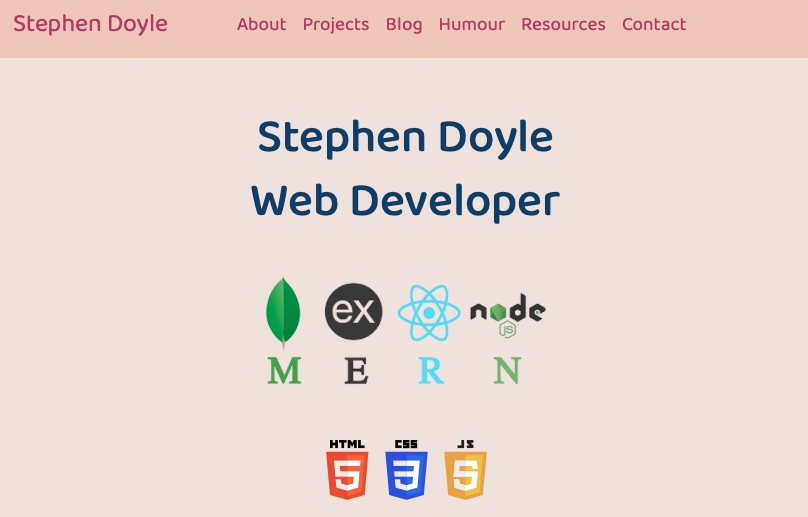 Stephen Doyle About Projects Blog Humour Resources Contact
Stephen Doyle
Web Developer
ex node
JS
M E R N
HTML CSS JS
5 3 S